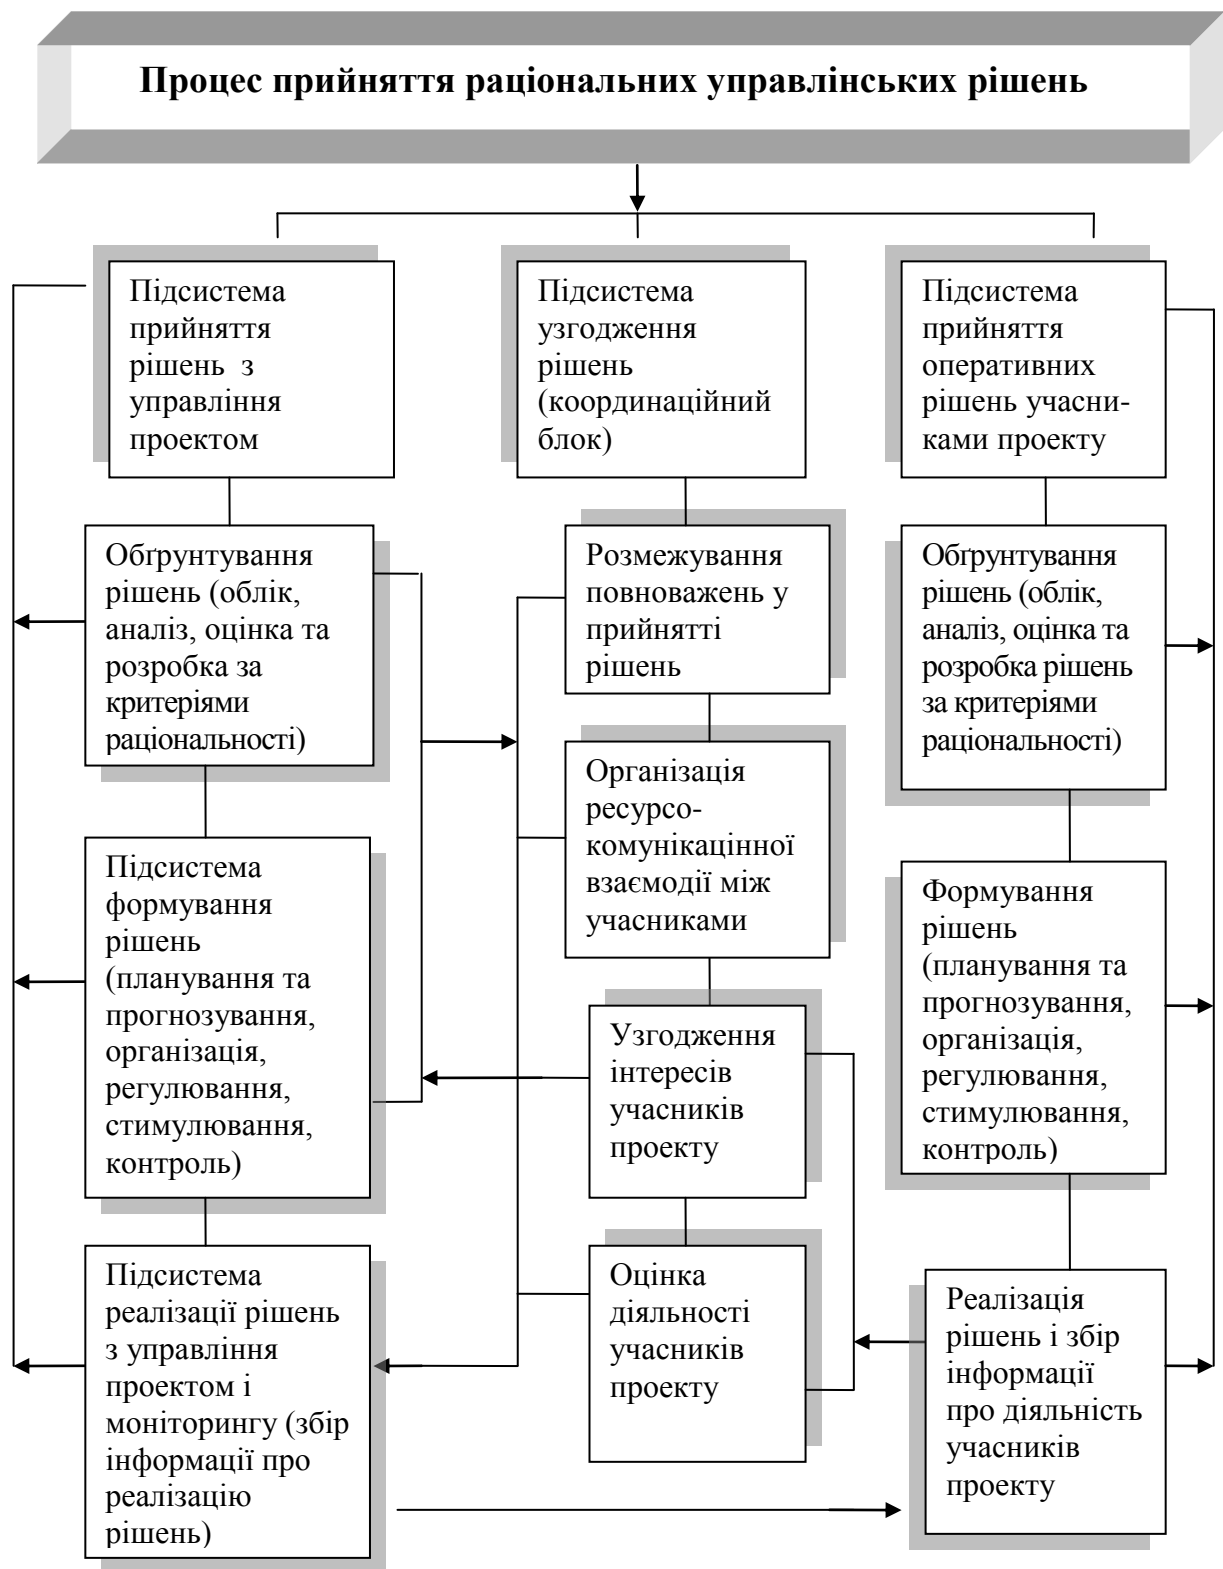 Процес прийняття раціональних управлінських рішень
Підсистема
прийняття
рішень з
управління
проектом
Підсистема
узгодження
рішень
(координаційний
блок)
Підсистема
прийняття
оперативних
рішень учасни-
ками проекту
Обґрунтування
рішень (облік,
аналіз, оцінка та
розробка за
критеріями
раціональності)
Розмежування
повноважень у
прийнятті
рішень
Обґрунтування
рішень (облік,
аналіз, оцінка та
розробка рішень
за критеріями
раціональності)
Організація
ресурсо-
комунікацінної
взаємодії між
учасниками
Підсистема
формування
рішень
(планування та
прогнозування,
організація,
регулювання,
стимулювання,
контроль)
Формування
рішень
(планування та
прогнозування,
організація,
регулювання,
стимулювання,
контроль)
Узгодження
інтересів
учасників
проекту
Підсистема
реалізації рішень
з управління
проектом і
моніторингу (збір
інформації про
реалізацію
рішень)
Оцінка
діяльності
учасників
проекту
Реалізація
рішень і збір
інформації
про діяльність
учасників
проекту